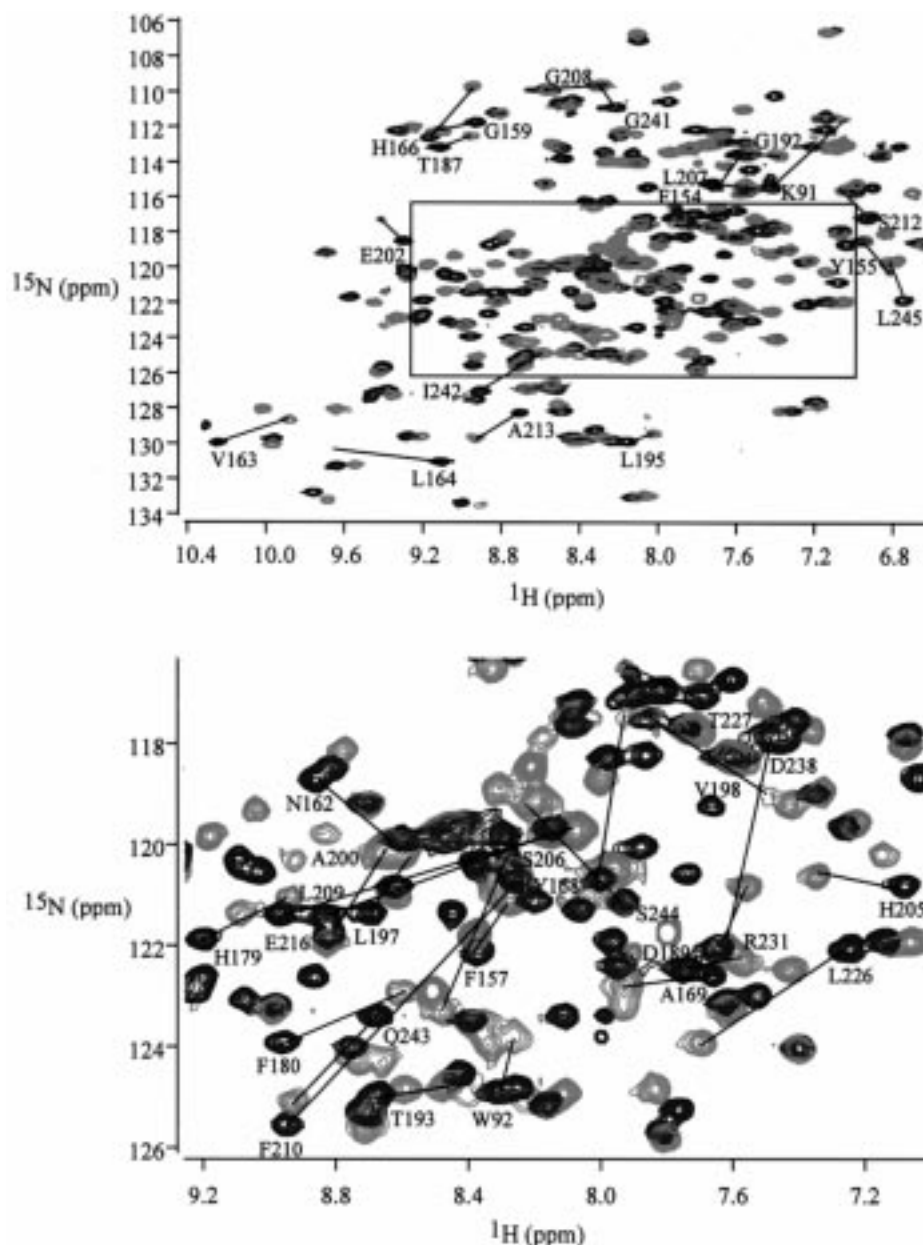 106
108
110
112
114
116
118
120
122
124
126
128
130
132
134
15N (ppm)
G208
G241
G159
H166
T187
G192
L207
F154
K91
S212
E202
Y155
L245
I242
A213
V163
L164
L195
10.4 10.0 9.6 9.2 8.8 8.4 8.0 7.6 7.2 6.8
1H (ppm)
118
120
122
124
126
15N (ppm)
T227
D238
N162
V198
A200
S206
Y168
L209
H205
S244
E216
L197
H179
R231
D189
F157
A169
L226
Q243
F180
T193
W92
F210
9.2 8.8 8.4 8.0 7.6 7.2
1H (ppm)